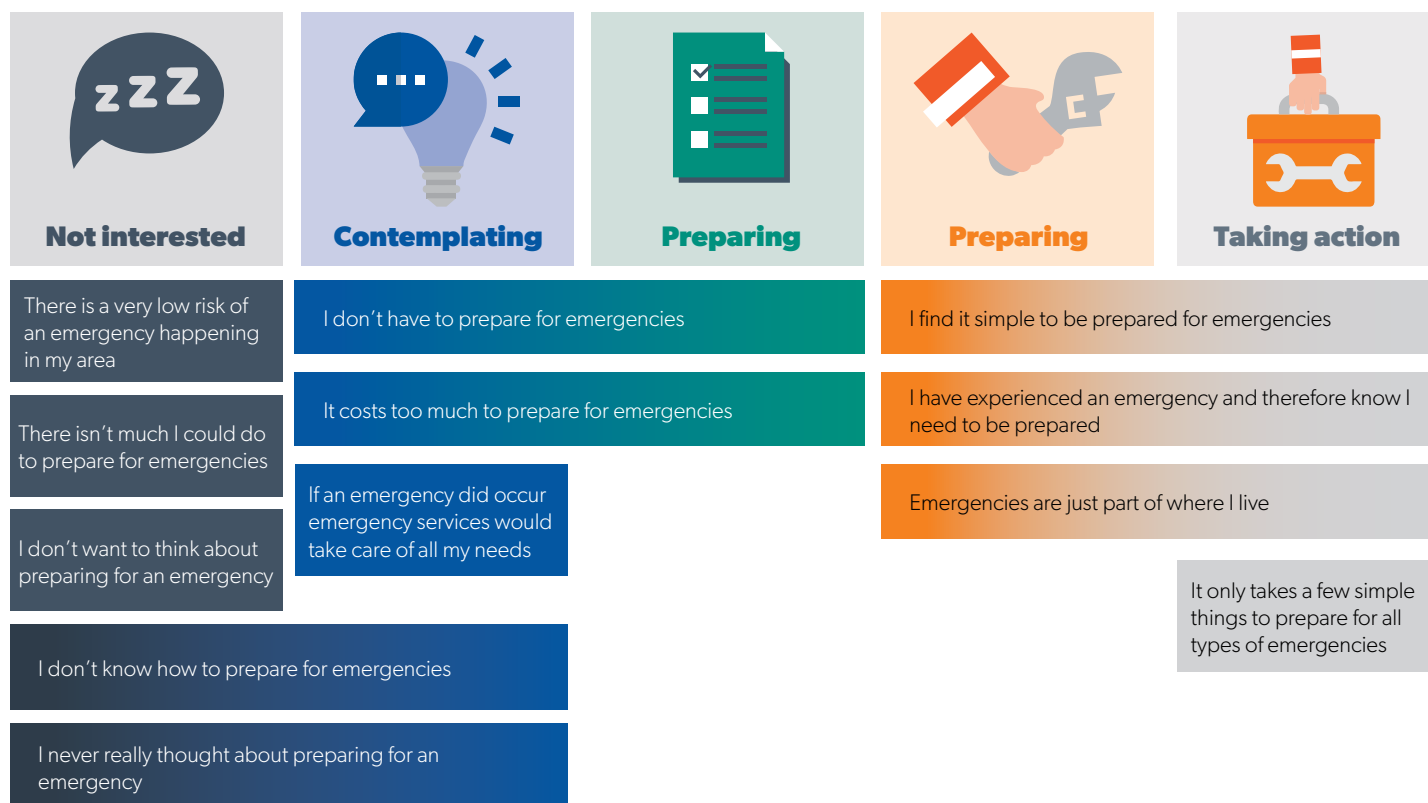 zzZ
Not interested
Contemplating
Preparing
Preparing
Taking action
There is a very low risk of
an emergency happening
in my area
There isn’t much I could do
to prepare for emergencies
I don’t want to think about
preparing for an emergency
I don’t know how to prepare for emergencies
I never really thought about preparing for an
emergency
I don’t have to prepare for emergencies
It costs too much to prepare for emergencies
If an emergency did occur
emergency services would
take care of all my needs
I find it simple to be prepared for emergencies
I have experienced an emergency and therefore know I
need to be prepared
Emergencies are just part of where I live
It only takes a few simple
things to prepare for all
types of emergencies